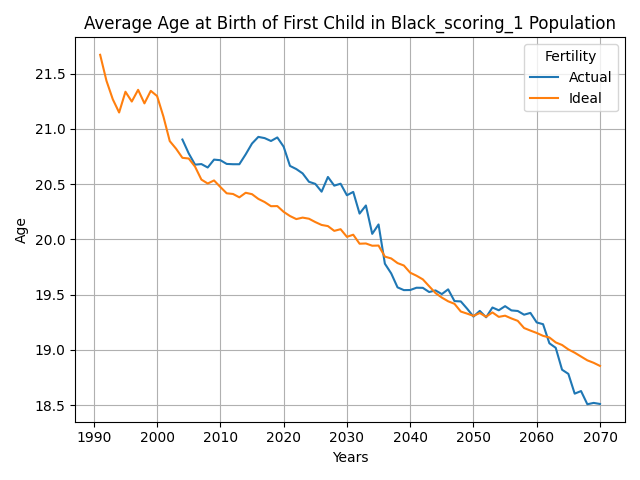 Average Age at Birth of First Child in Black_scoring_1 Population
Fertility
Actual
Ideal
21.5
21.0
20.5
20.0
19.5
19.0
18.5
Age
1990 2000 2010 2020 2030 2040 2050 2060 2070
Years